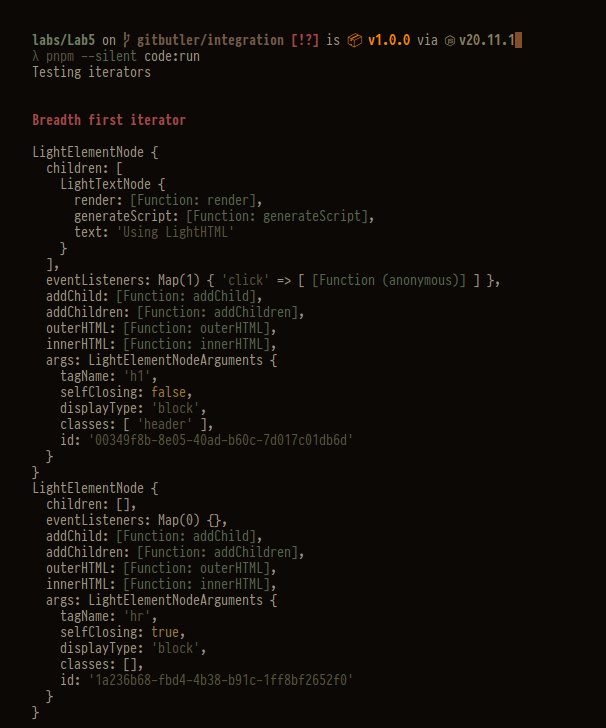 labs/Lab5 on gitbutler/integration [!?] is 📦 v1.0.0 via v20.11.1
λ pnpm --silent code:run
Testing iterators
Breadth first iterator
LightElementNode {
  children: [
    LightTextNode {
      render: [Function: render],
      generateScript: [Function: generateScript],
      text: 'Using LightHTML'
    }
  ],
  eventListeners: Map(1) { 'click' => [ [Function (anonymous)] ] },
  addChild: [Function: addChild],
  addChildren: [Function: addChildren],
  outerHTML: [Function: outerHTML],
  innerHTML: [Function: innerHTML],
  args: LightElementNodeArguments {
    tagName: 'h1',
    selfClosing: false,
    displayType: 'block',
    classes: [ 'header' ],
    id: '00349f8b-8e05-40ad-b60c-7d017c01db6d'
  }
}
LightElementNode {
  children: [],
  eventListeners: Map(0) {},
  addChild: [Function: addChild],
  addChildren: [Function: addChildren],
  outerHTML: [Function: outerHTML],
  innerHTML: [Function: innerHTML],
  args: LightElementNodeArguments {
    tagName: 'hr',
    selfClosing: true,
    displayType: 'block',
    classes: [],
    id: '1a236b68-fbd4-4b38-b91c-1ff8bf2652f0'
  }
}